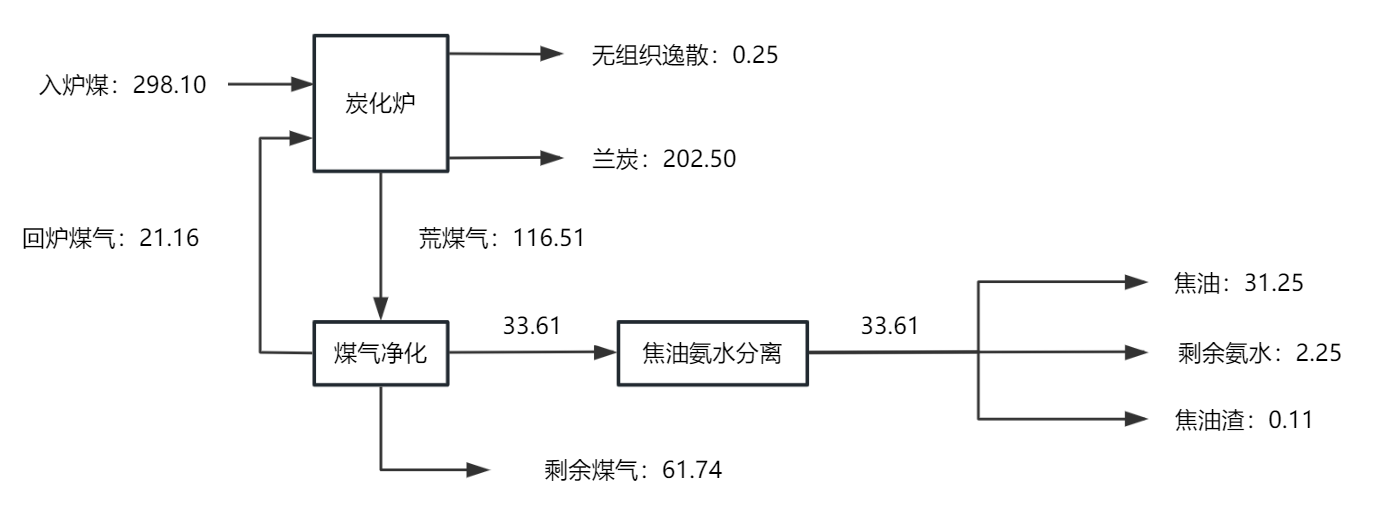 无组织逸散：0.25
入炉煤：298.10
炭化炉
兰炭：202.50
回炉煤气：21.16
荒煤气：116.51
焦油：31.25
33.61
33.61
煤气净化
焦油氨水分离
剩余氨水：2.25
焦油渣：0.11
剩余煤气：61.74